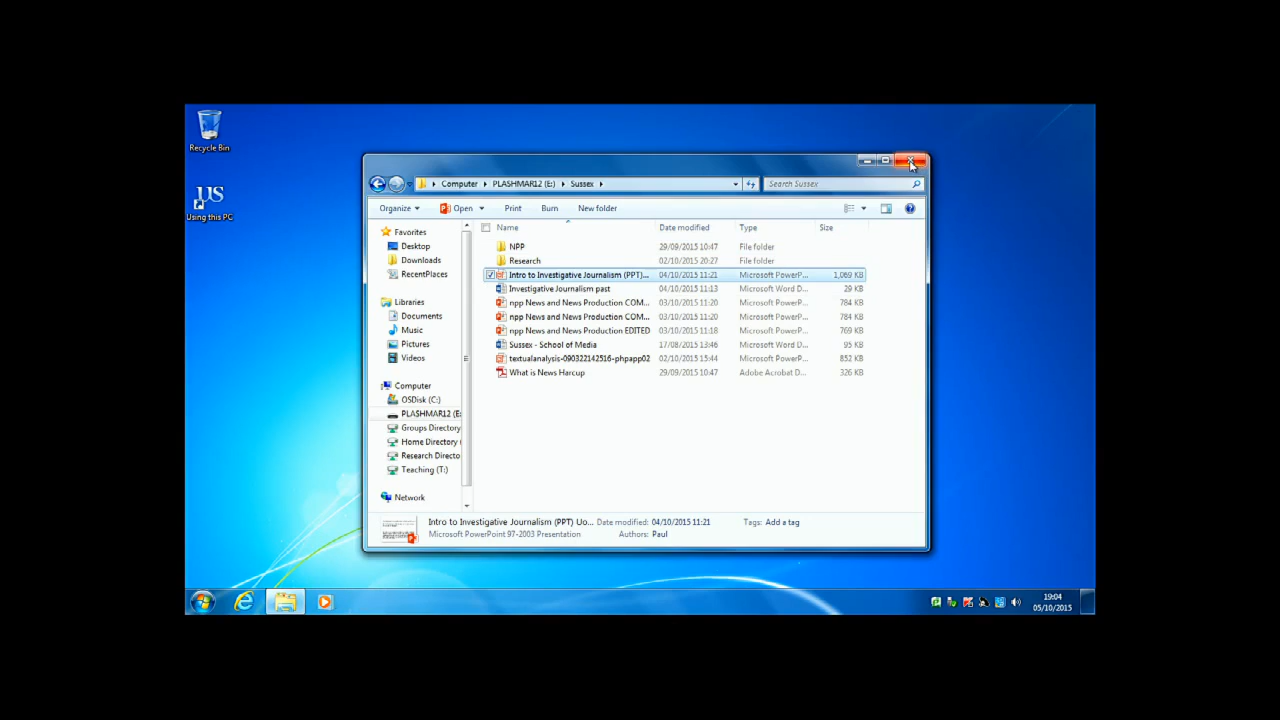 Recycle Bin
US
Using this PC
Computer
PLASHMAR12 (E:)
Sussex
Search Sussex
Organize
Open
Print
Burn
New folder
Favorites
Desktop
Downloads
RecentPlaces
Libraries
Documents
Music
Pictures
Videos
Computer
OSDisk (C:)
PLASHMAR12 (E:
Groups Directory
Home Directory
Research Directo
Teaching (T:)
Network
Name Date modified Type Size
NPP 29/09/2015 10:47 File folder
Research 02/10/2015 20:27 File folder
Intro to Investigative Journalism (PPT)... 04/10/2015 11:21 Microsoft PowerP... 1,069 KB
Investigative Journalism past 04/10/2015 11:13 Microsoft Word D... 29 KB
npp News and News Production COM... 03/10/2015 11:20 Microsoft PowerP... 784 KB
npp News and News Production COM... 03/10/2015 11:20 Microsoft PowerP... 784 KB
npp News and News Production EDITED 03/10/2015 11:18 Microsoft PowerP... 769 KB
Sussex - School of Media 17/08/2015 13:46 Microsoft Word D... 95 KB
textualanalysis-090322142516-phpapp02 02/10/2015 15:44 Microsoft PowerP... 852 KB
What is News Harcup 29/09/2015 10:47 Adobe Acrobat D... 326 KB
Intro to Investigative Journalism (PPT) Uo... Date modified: 04/10/2015 11:21 Tags: Add a tag
Microsoft PowerPoint 97-2003 Presentation Authors: Paul
19:04
05/10/2015